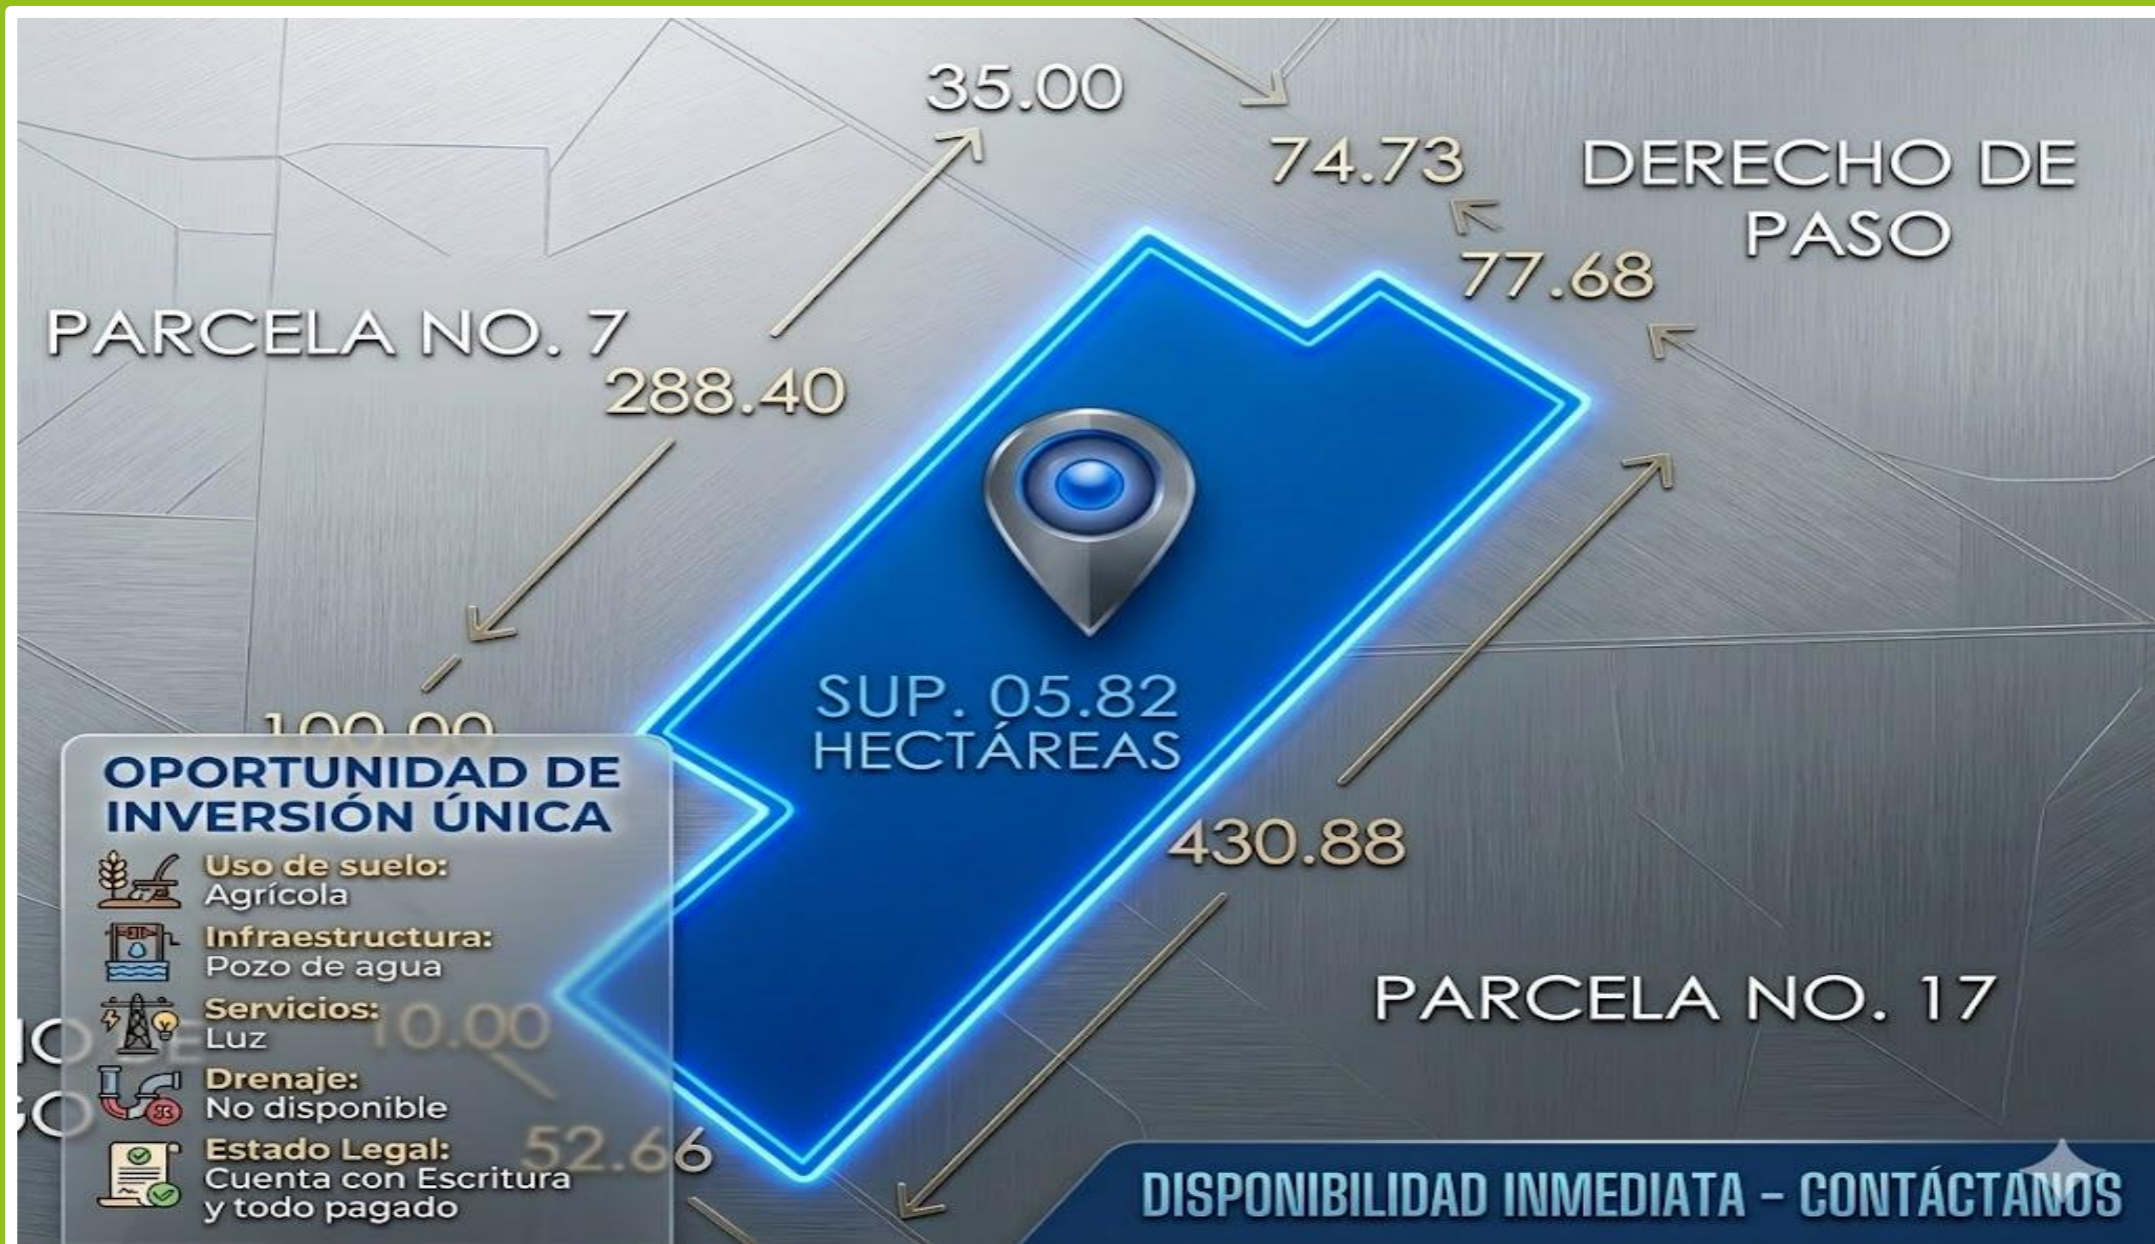 35.00
74.73
DERECHO DE
PASO
77.68
PARCELA NO. 7
288.40
100.00
SUP. 05.82
HECTÁREAS
430.88
PARCELA NO. 17
OPORTUNIDAD DE
INVERSIÓN ÚNICA
Uso de suelo:
Agrícola
Infraestructura:
Pozo de agua
Servicios:
Luz
10.00
Drenaje:
No disponible
Estado Legal:
Cuenta con Escritura
y todo pagado
52.66
DISPONIBILIDAD INMEDIATA – CONTÁCTANOS